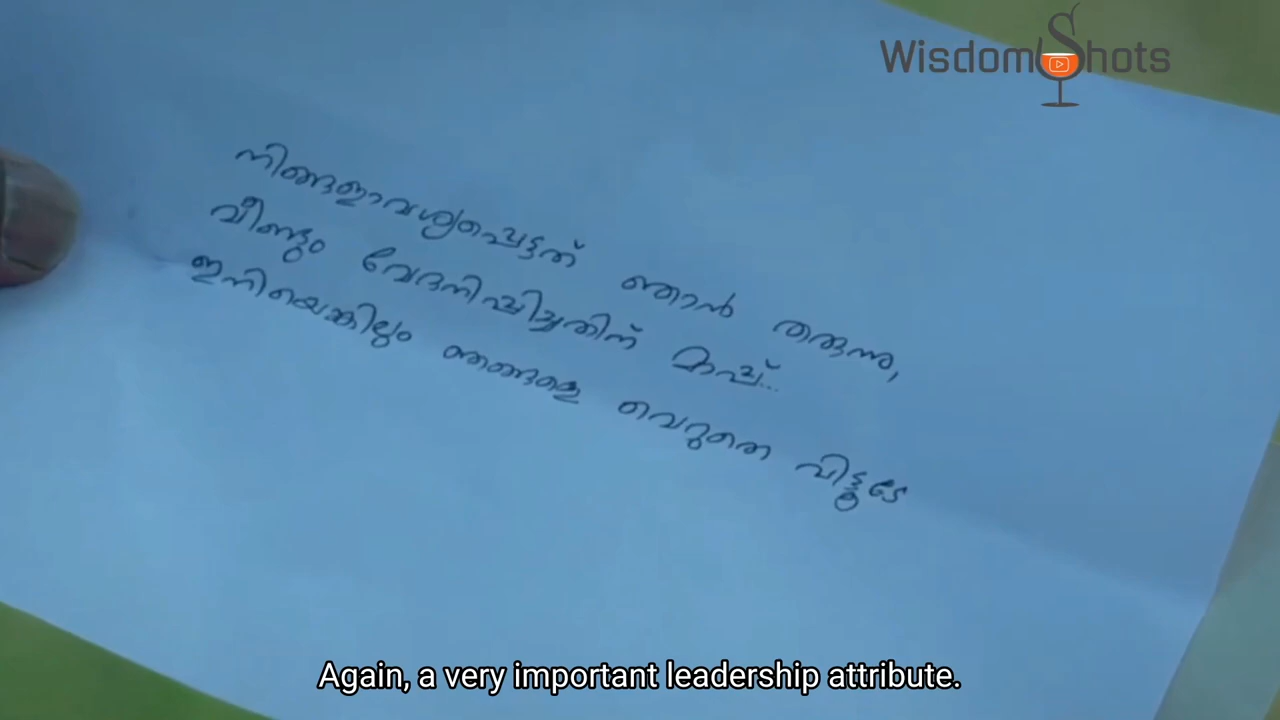 WisdomShots
നിങ്ങളാവശ്യപ്പെട്ടത് ഞാൻ തരുന്നു,
വീണ്ടും വേദനിപ്പിച്ചതിന് മാപ്പ്...
ഇനിയെങ്കിലും ഞങ്ങളെ വെറുതെ വിട്ടൂടേ
Again, a very important leadership attribute.